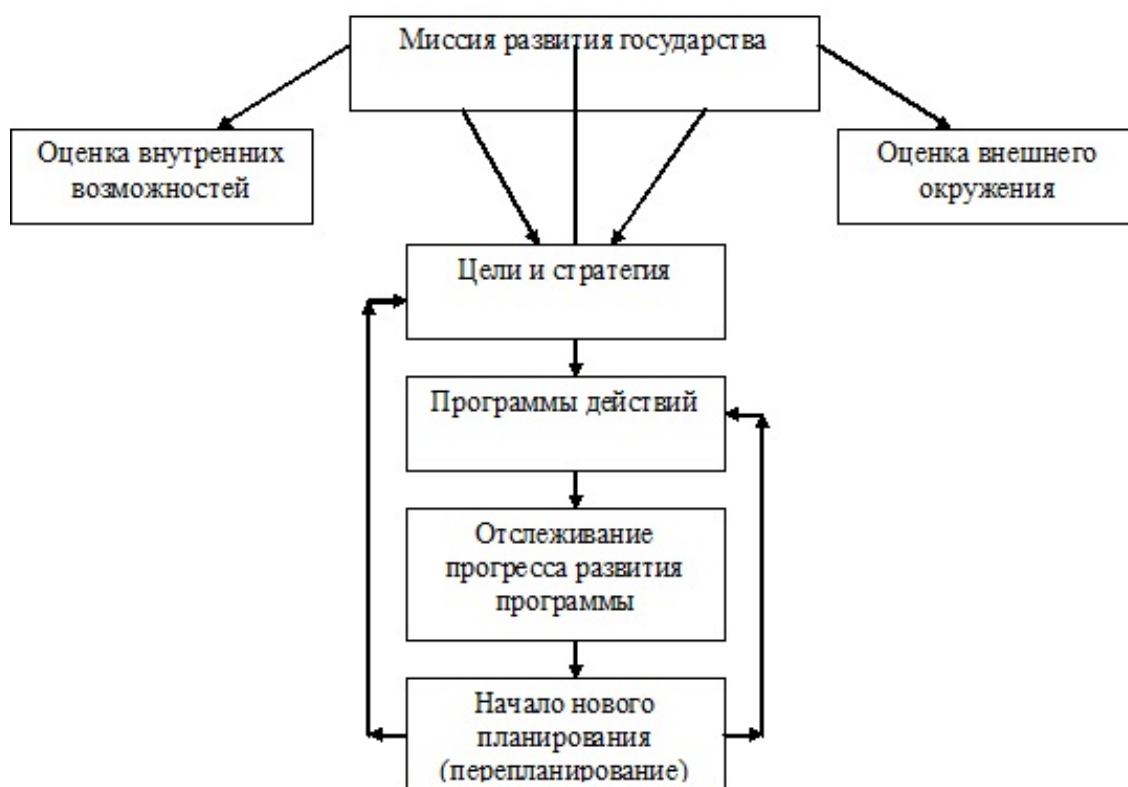 Миссия развития государства
Оценка внутренних
возможностей
Оценка внешнего
окружения
Цели и стратегия
Программы действий
Отслеживание
прогресса развития
программы
Начало нового
планирования
(перепланирование)